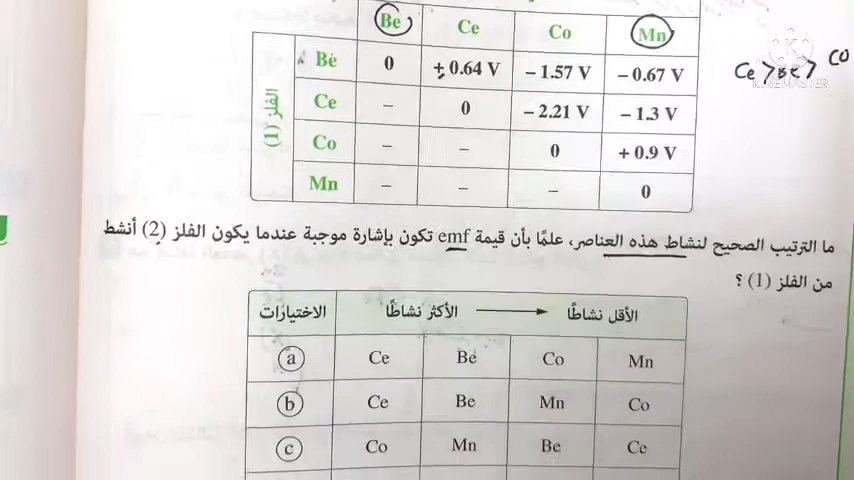 Be Ce Co Mn
Be 0 + 0.64 V - 1.57 V - 0.67 V
Ce - 0 - 2.21 V - 1.3 V
Co - - 0 + 0.9 V
Mn - - - 0
الفلز (1)
Ce > Be > Co
KINEMASTER
ما الترتيب الصحيح لنشاط هذه العناصر، علمًا بأن قيمة emf تكون بإشارة موجبة عندما يكون الفلز (2) أنشط
من الفلز (1) ؟
الاختيارات الأكثر نشاطًا الأقل نشاطًا
a Ce Be Co Mn
b Ce Be Mn Co
c Co Mn Be Ce